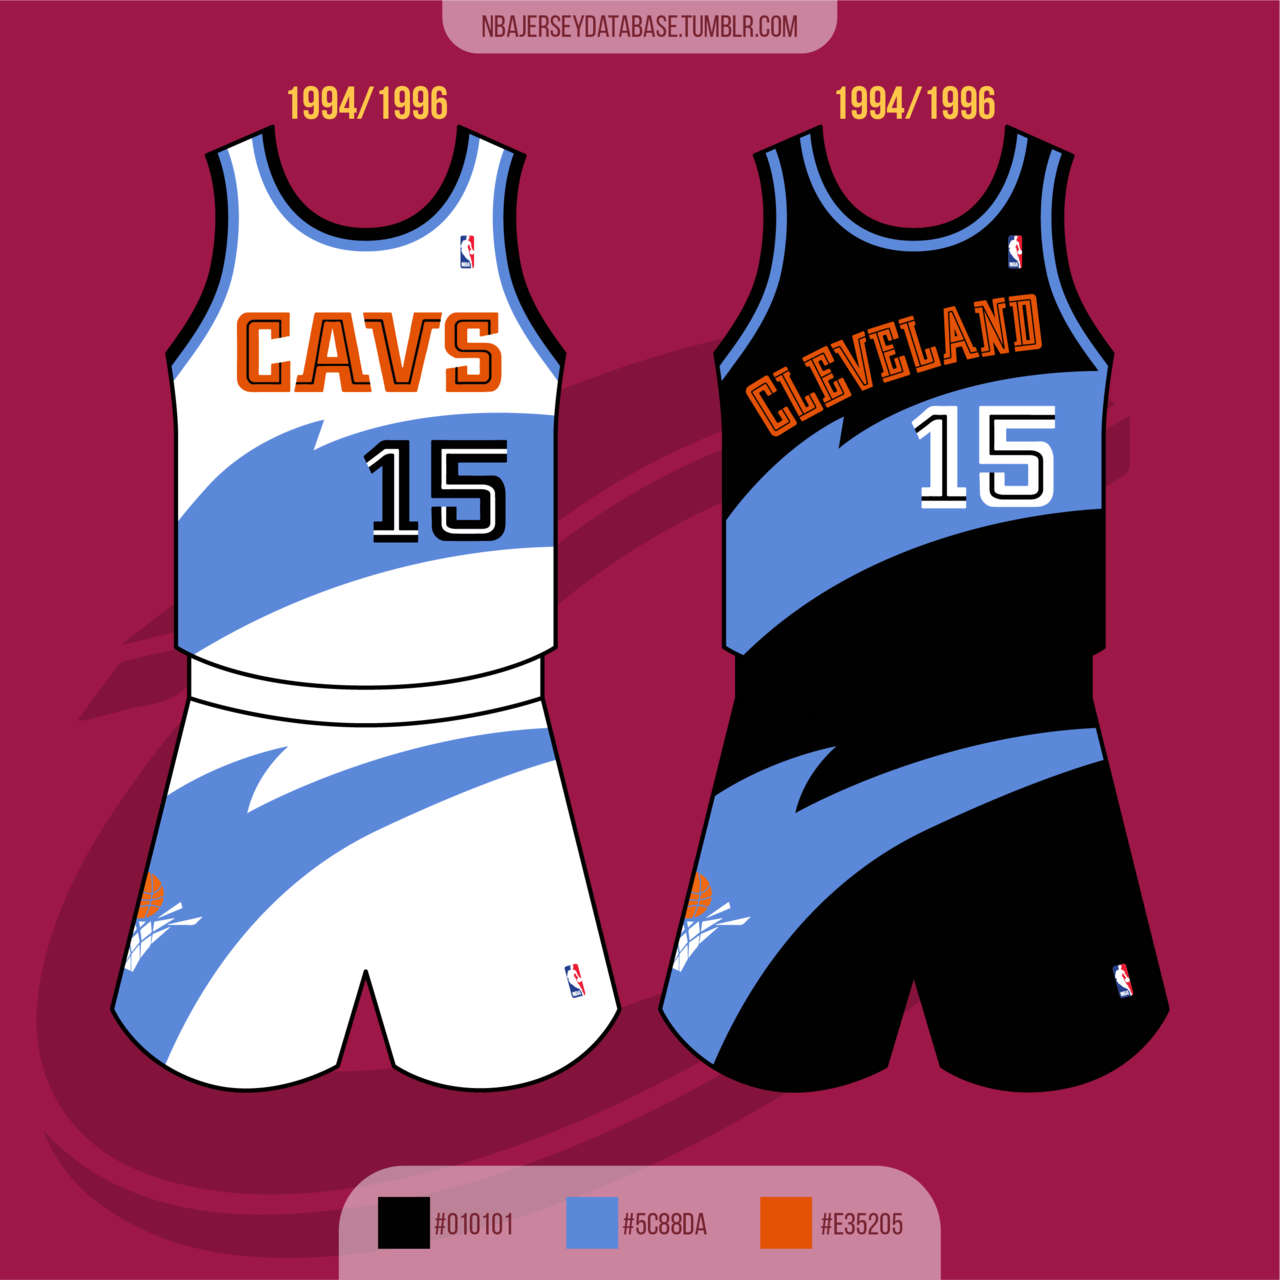 NBAJERSEYDATABASE.TUMBLR.COM
1994/1996
1994/1996
CAVS
15
CLEVELAND
15
#010101
#5C88DA
#E35205